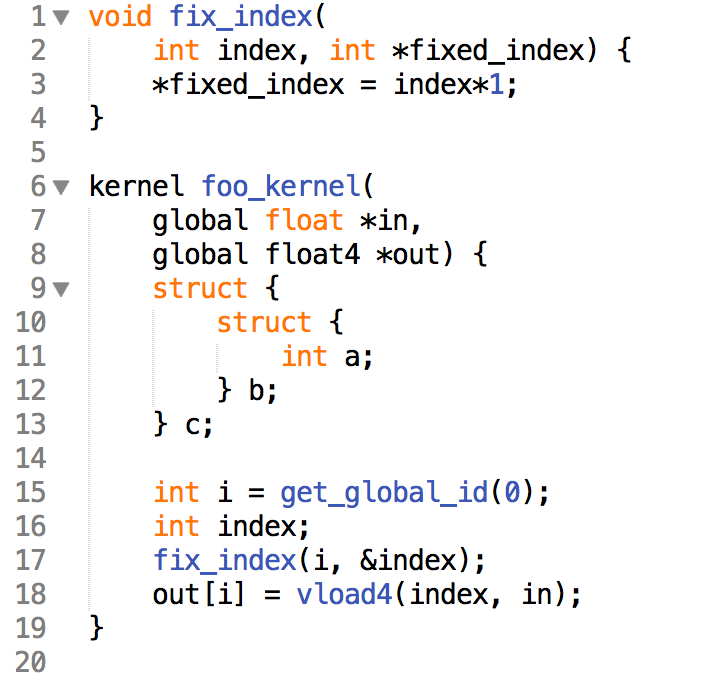 1 void fix_index(
2     int index, int *fixed_index) {
3     *fixed_index = index*1;
4 }
5
6 kernel foo_kernel(
7     global float *in,
8     global float4 *out) {
9     struct {
10         struct {
11             int a;
12         } b;
13     } c;
14
15     int i = get_global_id(0);
16     int index;
17     fix_index(i, &index);
18     out[i] = vload4(index, in);
19 }
20